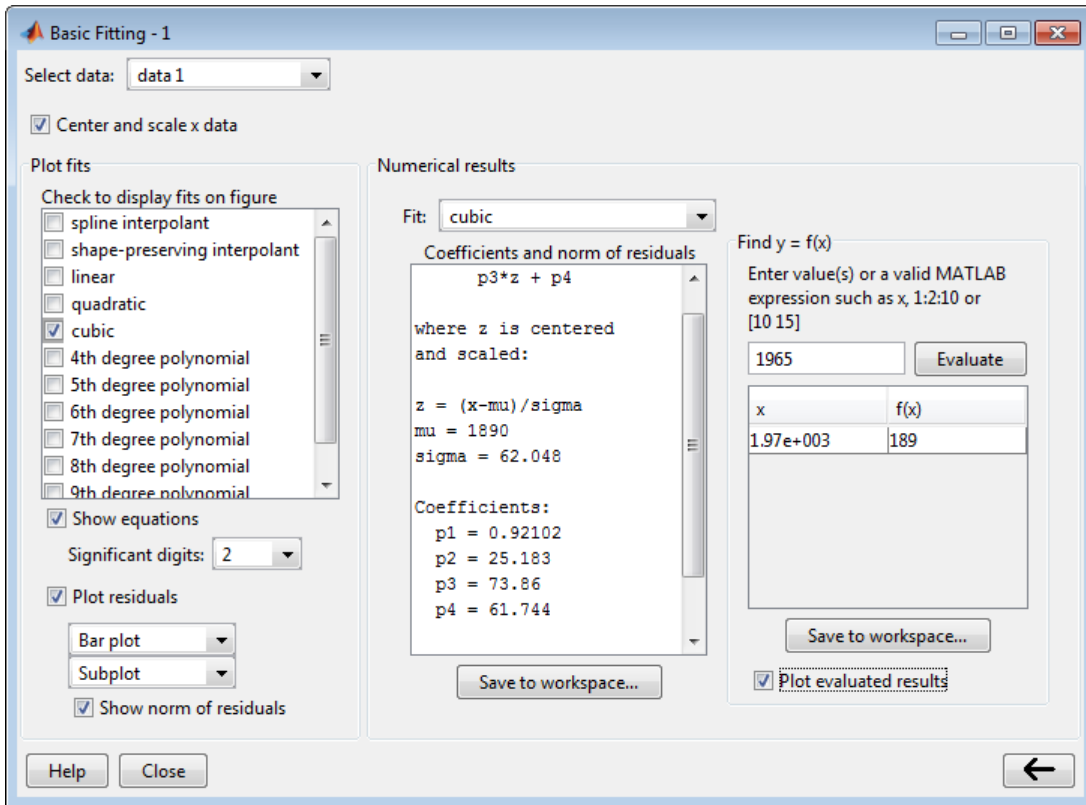 Basic Fitting - 1
Select data: data 1
Center and scale x data
Plot fits
Check to display fits on figure
spline interpolant
shape-preserving interpolant
linear
quadratic
cubic
4th degree polynomial
5th degree polynomial
6th degree polynomial
7th degree polynomial
8th degree polynomial
9th degree polynomial
Show equations
Significant digits: 2
Plot residuals
Bar plot
Subplot
Show norm of residuals
Numerical results
Fit: cubic
Coefficients and norm of residuals
p3*z + p4
where z is centered
and scaled:
z = (x-mu)/sigma
mu = 1890
sigma = 62.048
Coefficients:
p1 = 0.92102
p2 = 25.183
p3 = 73.86
p4 = 61.744
Save to workspace...
Find y = f(x)
Enter value(s) or a valid MATLAB
expression such as x, 1:2:10 or
[10 15]
1965 Evaluate
x f(x)
1.97e+003 189
Save to workspace...
Plot evaluated results
Help Close